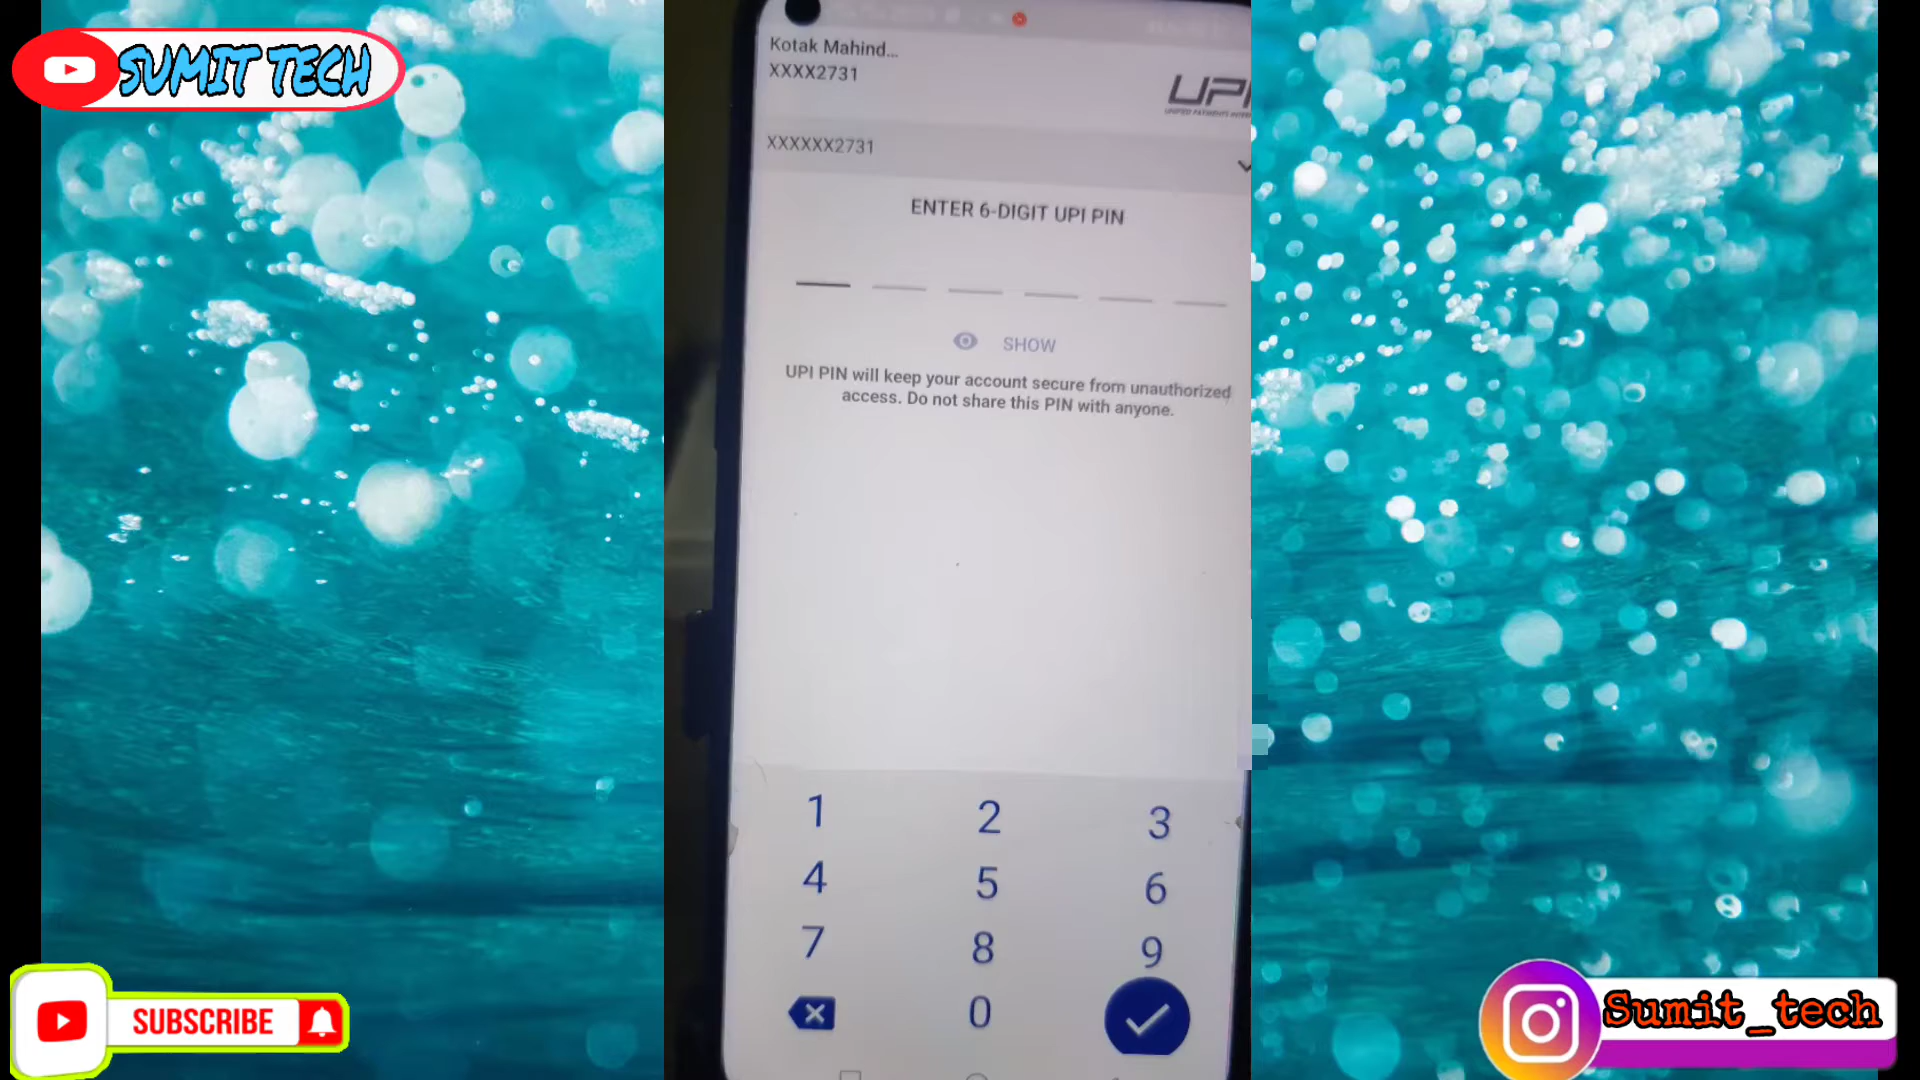 SUMIT TECH
Kotak Mahind...
XXXX2731
UPI
XXXXXX2731
ENTER 6-DIGIT UPI PIN
SHOW
UPI PIN will keep your account secure from unauthorized
access. Do not share this PIN with anyone.
1 2 3
4 5 6
7 8 9
0
SUBSCRIBE
Sumit_tech